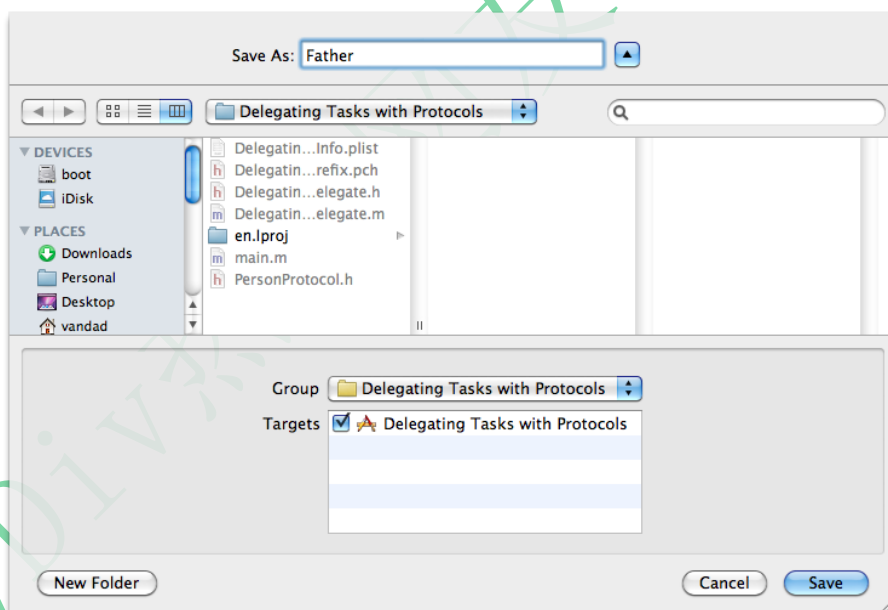 Save As: Father
Delegating Tasks with Protocols
DEVICES
boot
iDisk
PLACES
Downloads
Personal
Desktop
vandad
Delegatin...Info.plist
Delegatin...refix.pch
Delegatin...elegate.h
Delegatin...elegate.m
en.lproj
main.m
PersonProtocol.h
Group Delegating Tasks with Protocols
Targets Delegating Tasks with Protocols
New Folder Cancel Save